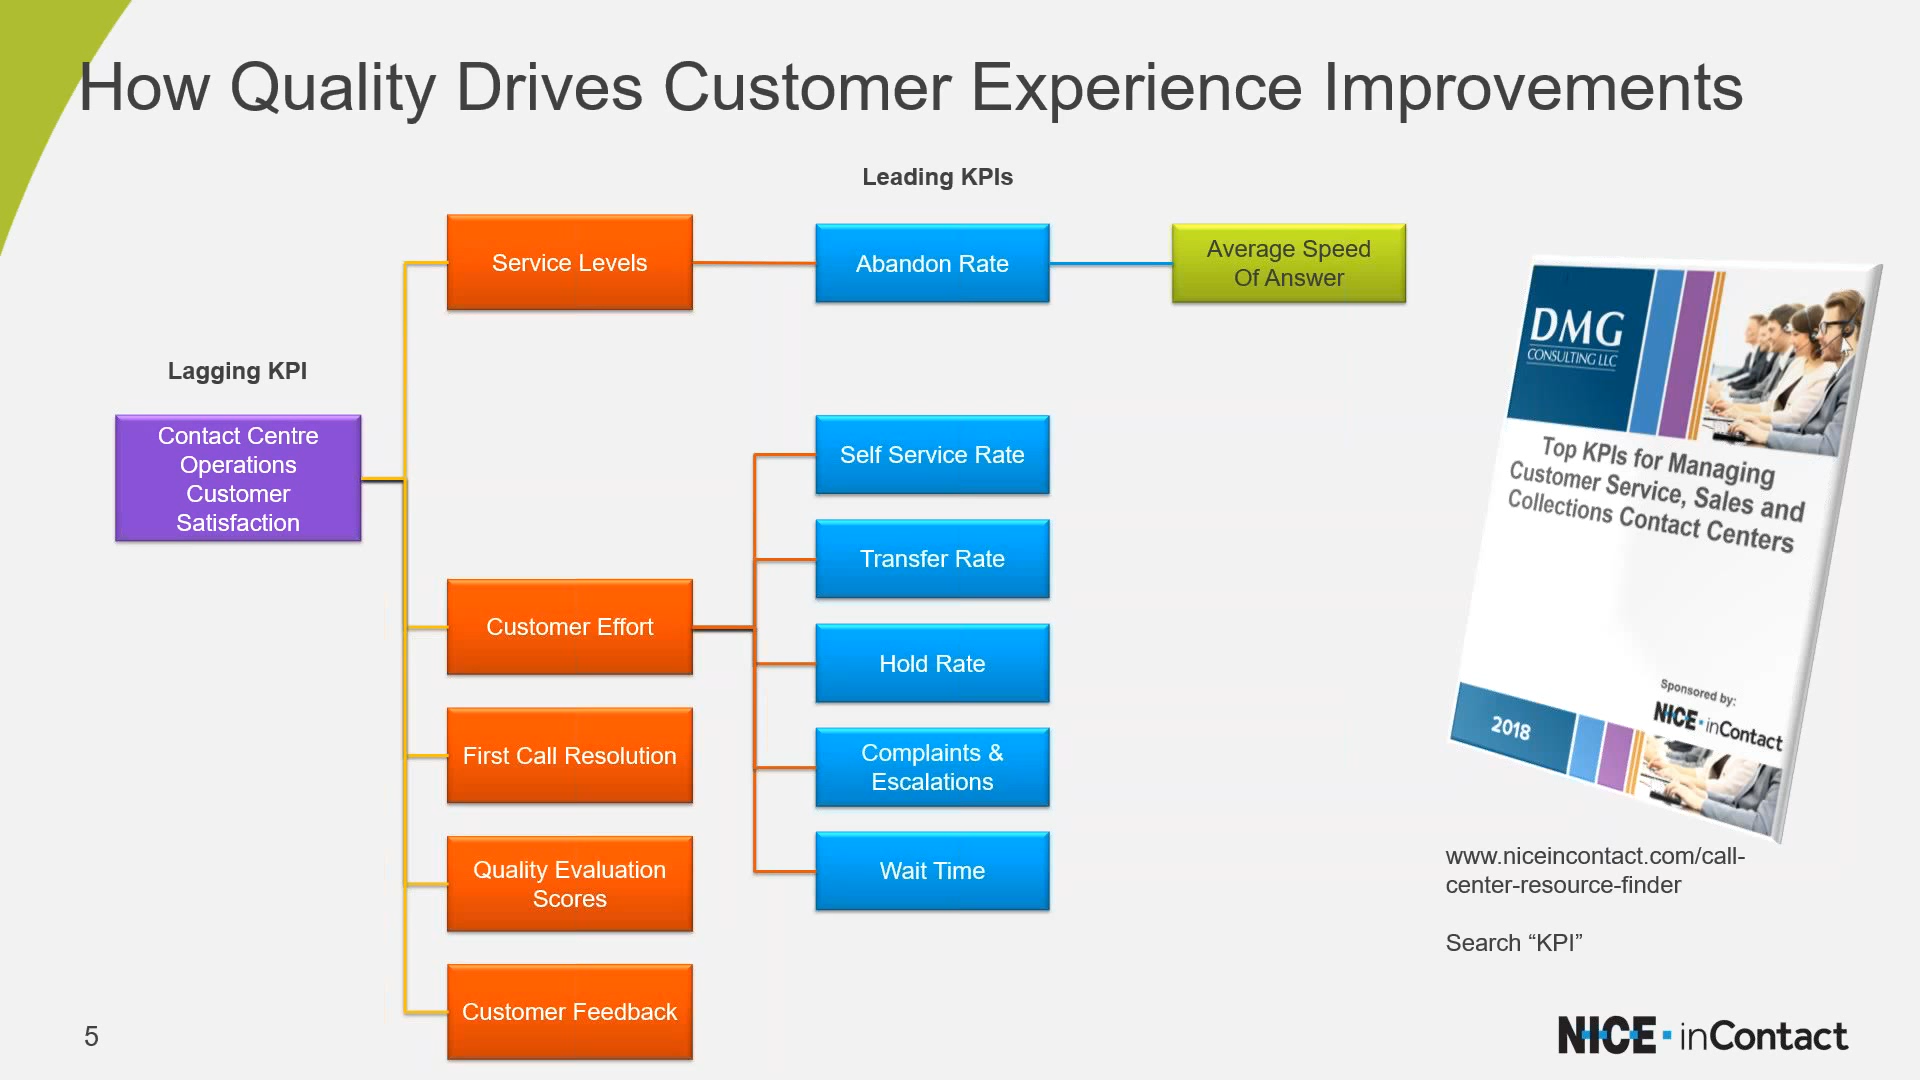 How Quality Drives Customer Experience Improvements
Leading KPIs
Service Levels
Abandon Rate
Average Speed
Of Answer
Lagging KPI
Contact Centre
Operations
Customer
Satisfaction
Self Service Rate
Transfer Rate
Customer Effort
Hold Rate
First Call Resolution
Complaints &
Escalations
Quality Evaluation
Scores
Wait Time
Customer Feedback
DMG
CONSULTING LLC
Top KPIs for Managing
Customer Service, Sales and
Collections Contact Centers
Sponsored by:
NICE inContact
2018
www.niceincontact.com/call-
center-resource-finder
Search “KPI”
5
NICE inContact